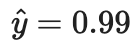 ŷ = 0.99